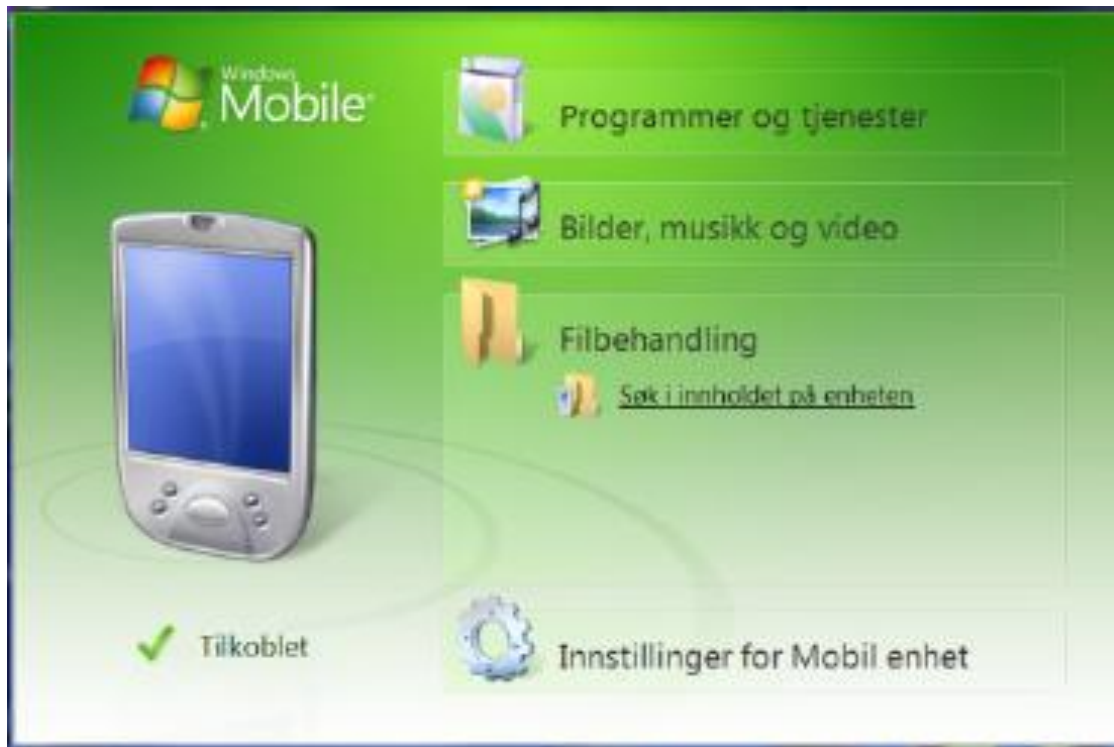 Windows
Mobile
Programmer og tjenester
Bilder, musikk og video
Filbehandling
Søk i innholdet på enheten
Tilkoblet
Innstillinger for Mobil enhet